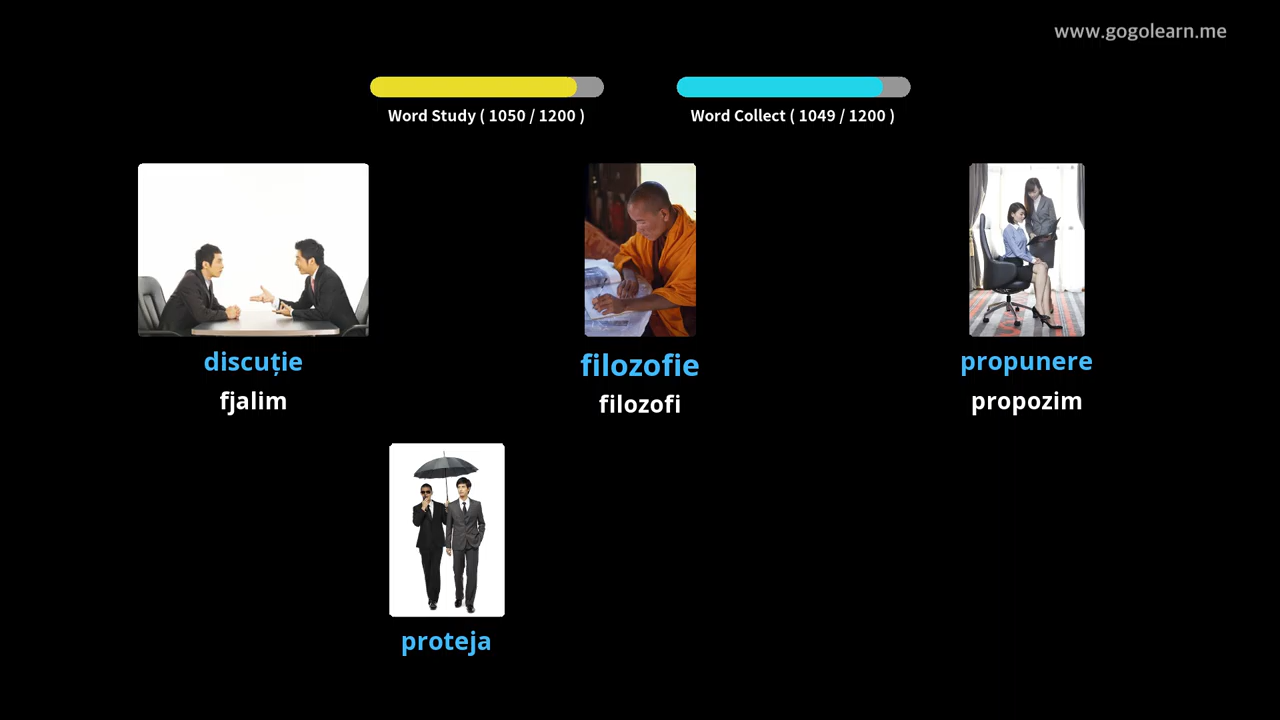 www.gogolearn.me
Word Study ( 1050 / 1200 )
Word Collect ( 1049 / 1200 )
discuție
filozofie
propunere
fjalim
filozofi
propozim
proteja